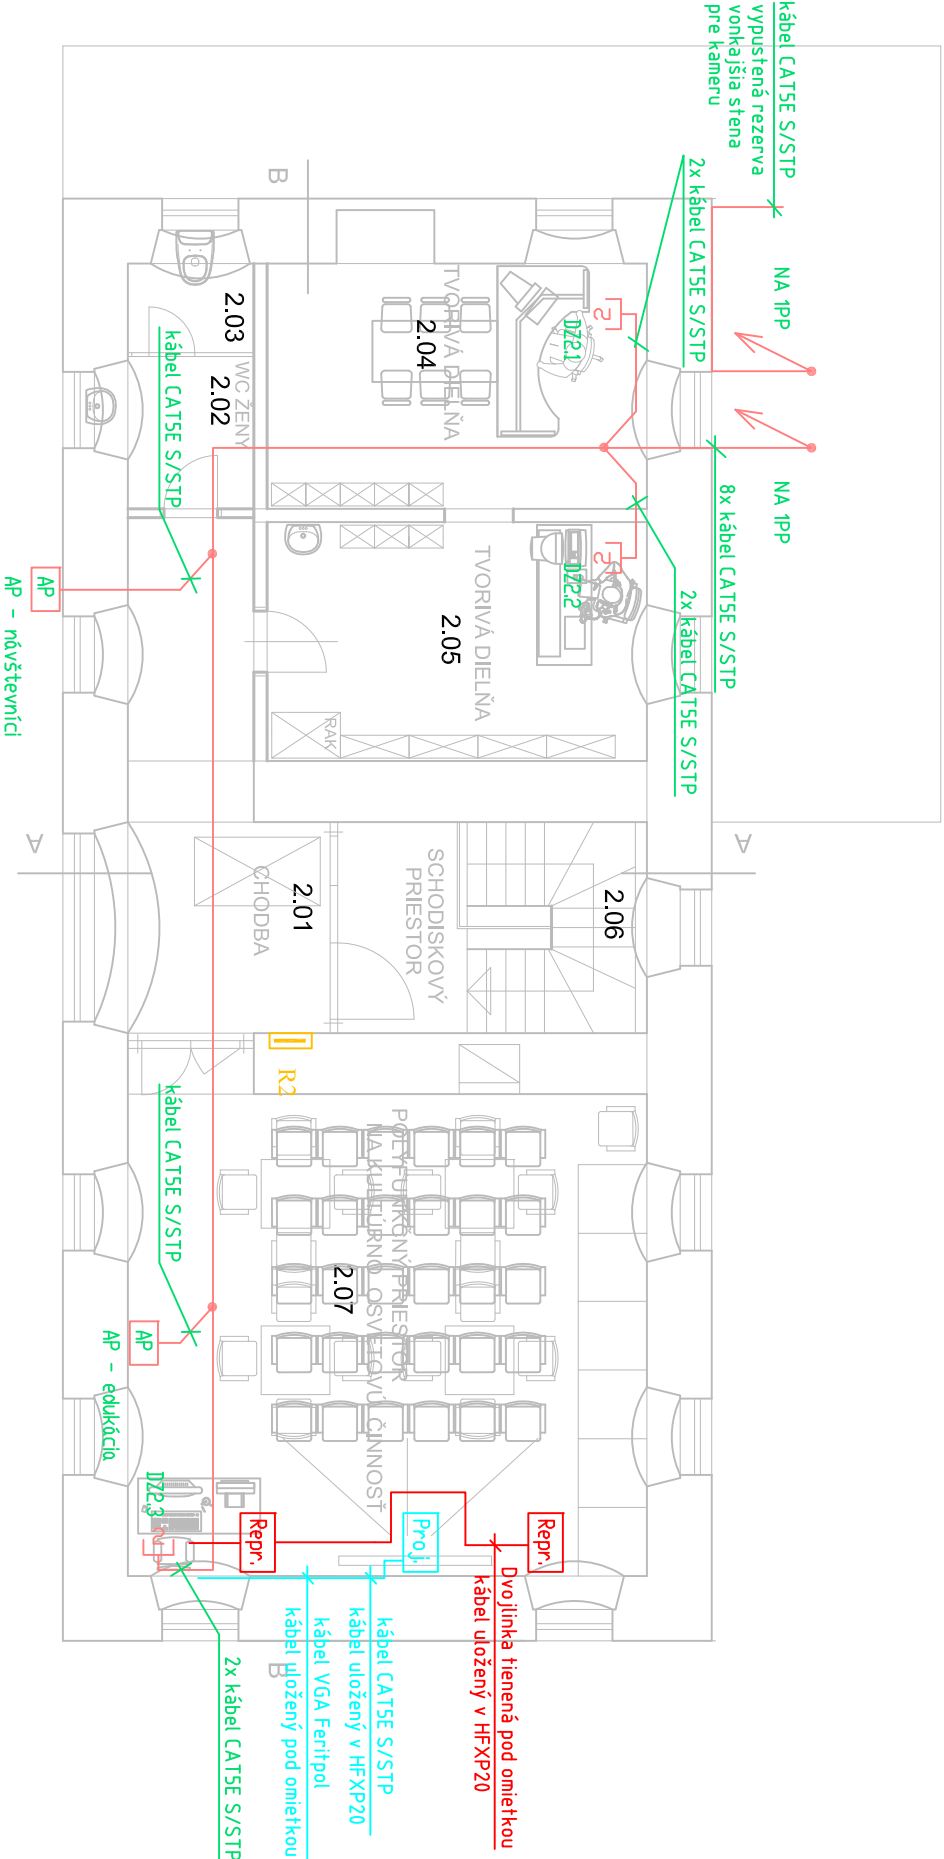 kábel CAT5E S/STP
vypustená rezerva
vonkajšia stena
pre kameru
NA 1PP
NA 1PP
2x kábel CAT5E S/STP
8x kábel CAT5E S/STP
2x kábel CAT5E S/STP
B
2.03
WC ŽENY
2.02
TVORIVÁ DIELŇA
2.04
DZ2.1
2
kábel CAT5E S/STP
AP
AP - návštevníci
TVORIVÁ DIELŇA
2.05
DZ2.2
2
RAK
A
A
CHODBA
2.01
SCHODISKOVÝ
PRIESTOR
2.06
R2
kábel CAT5E S/STP
AP
AP - edukácia
POLYFUNKČNÝ PRIESTOR
NA KULTÚRNO OSVETOVÚ ČINNOSŤ
2.07
DZ2.3
2
Repr.
Proj.
Repr.
Dvojlinka tienená pod omietkou
kábel uložený v HFXP20
kábel CAT5E S/STP
kábel uložený v HFXP20
kábel VGA Feritpol
kábel uložený pod omietkou
B
2x kábel CAT5E S/STP